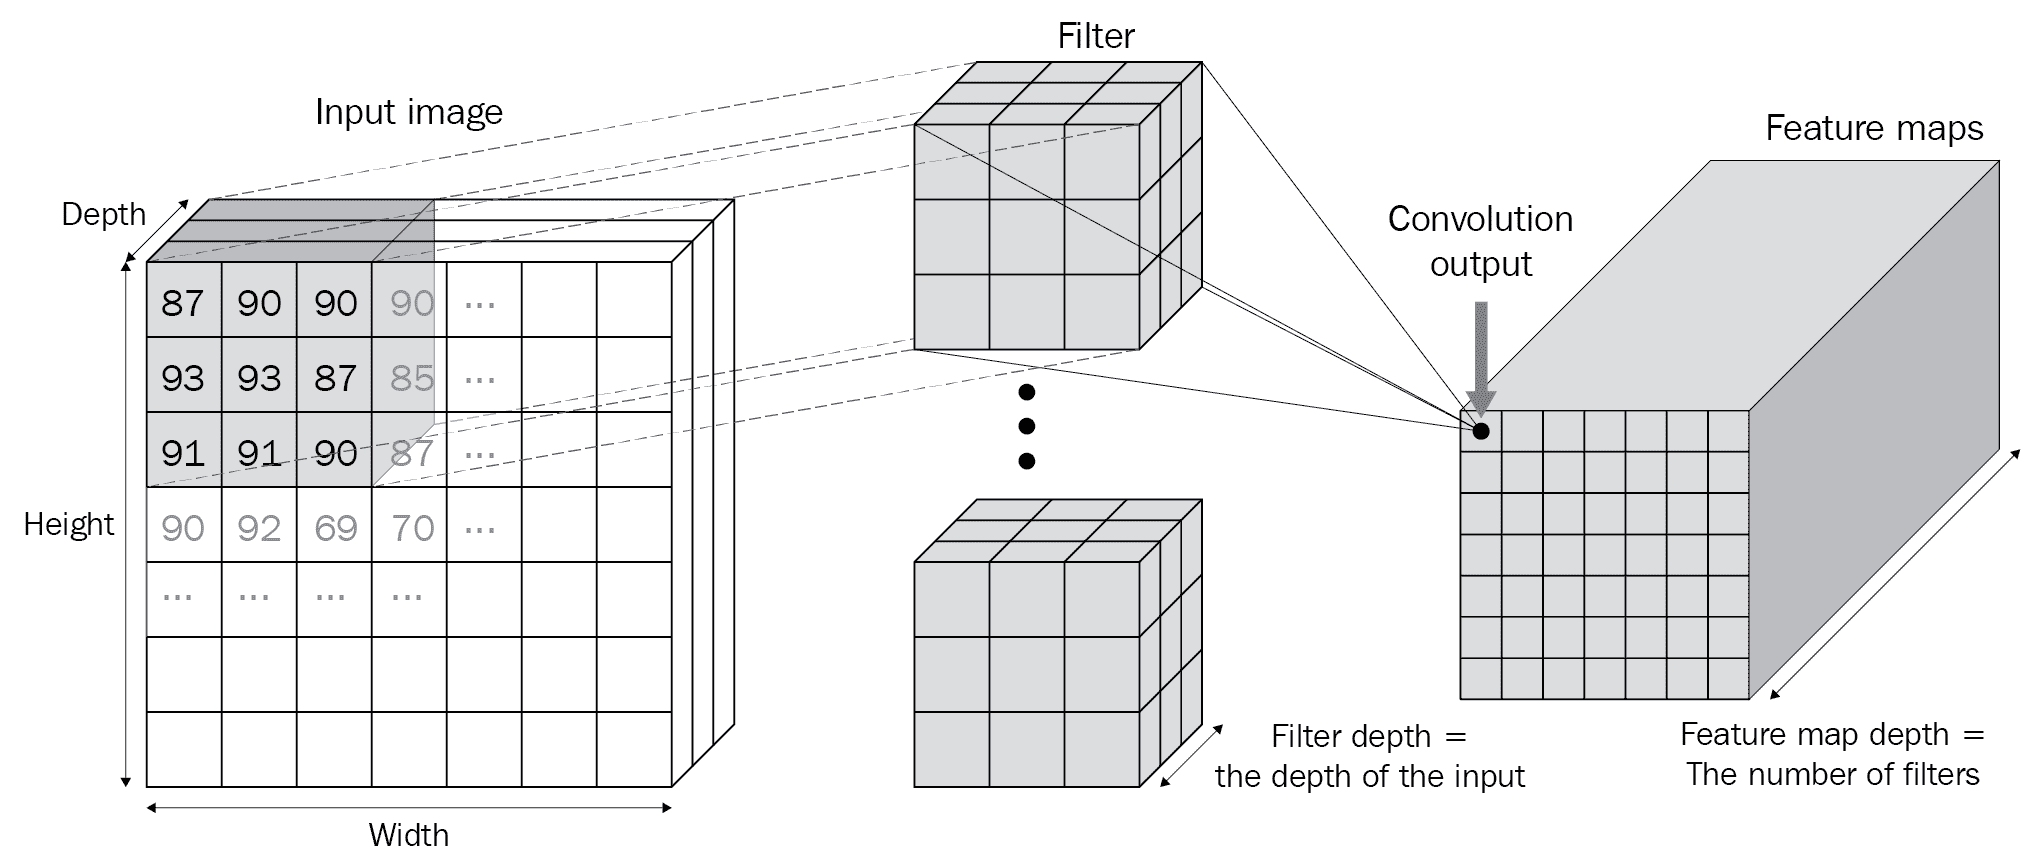 Filter
Input image
Feature maps
Depth
Convolution
output
87 90 90 90 ...
93 93 87 85 ...
91 91 90 87 ...
Height
90 92 69 70 ...
... ... ... ...
Filter depth =
the depth of the input
Feature map depth =
The number of filters
Width